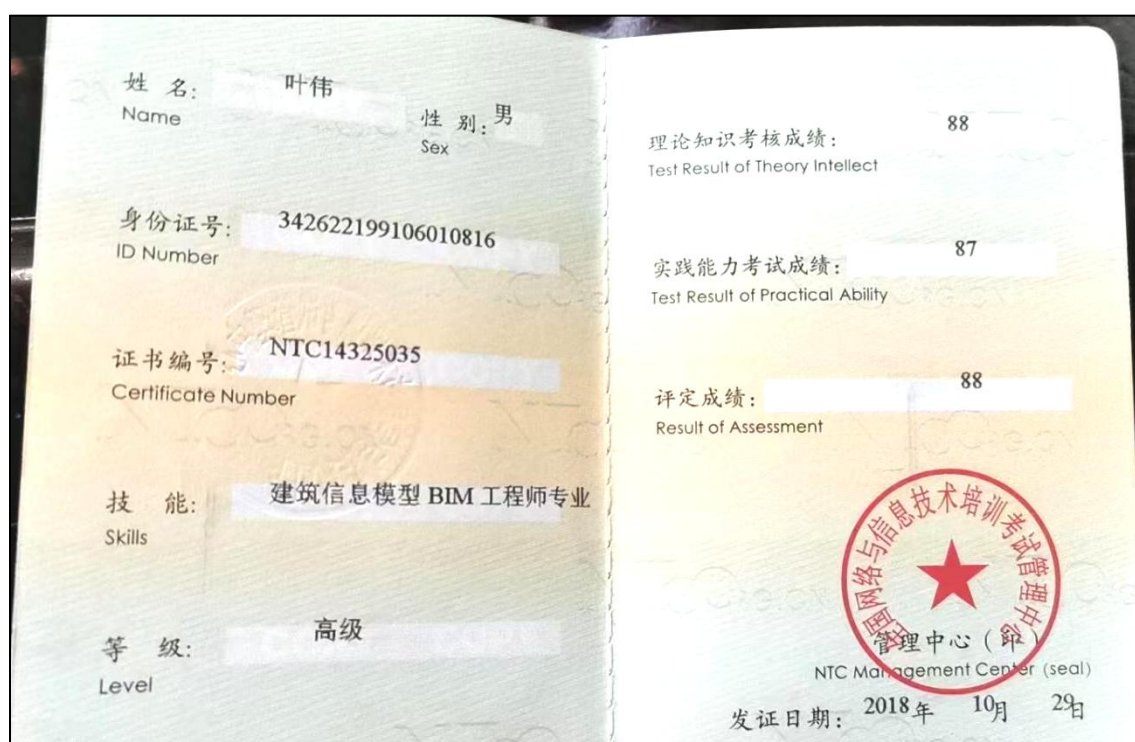 姓 名: 叶伟
Name
性 别: 男
Sex
身份证号: 342622199106010816
ID Number
证书编号: NTC14325035
Certificate Number
技 能: 建筑信息模型 BIM 工程师专业
Skills
等 级: 高级
Level
理论知识考核成绩: 88
Test Result of Theory Intellect
实践能力考试成绩: 87
Test Result of Practical Ability
评定成绩: 88
Result of Assessment
全国网络与信息技术培训考试管理中心
管理中心(印)
NTC Management Center (seal)
发证日期: 2018年 10月 29日